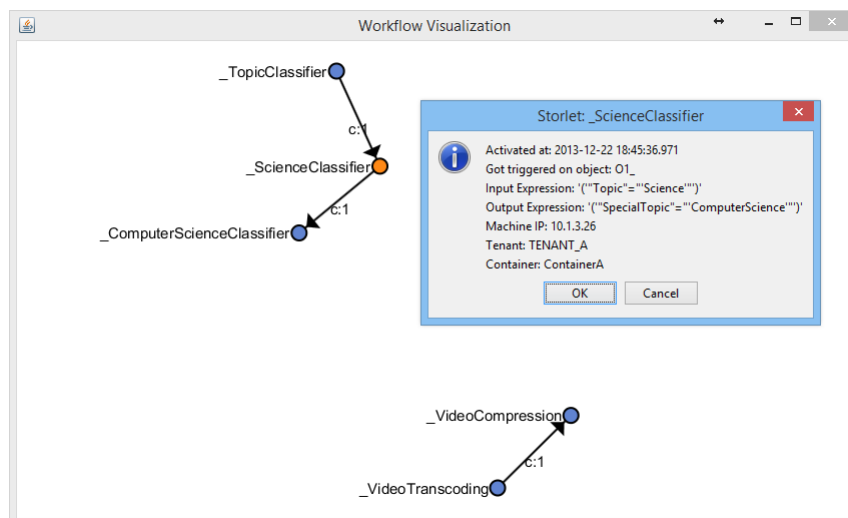 Workflow Visualization
_TopicClassifier
c:1
_ScienceClassifier
c:1
_ComputerScienceClassifier
Storlet: _ScienceClassifier
Activated at: 2013-12-22 18:45:36.971
Got triggered on object: O1_
Input Expression: '('"Topic"="'Science'"')'
Output Expression: '('"SpecialTopic"="'ComputerScience'"')'
Machine IP: 10.1.3.26
Tenant: TENANT_A
Container: ContainerA
OK Cancel
_VideoCompression
c:1
_VideoTranscoding